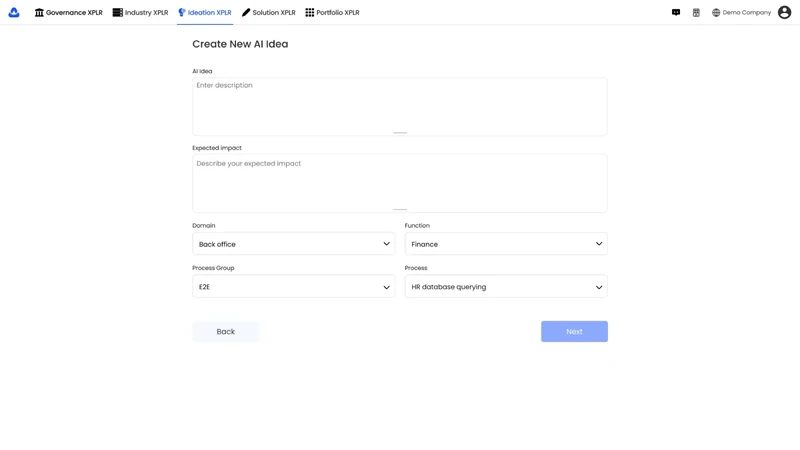 Governance XPLR Industry XPLR Ideation XPLR Solution XPLR Portfolio XPLR Demo Company
Create New AI Idea
AI Idea
Enter description
Expected impact
Describe your expected impact
Domain Function
Back office Finance
Process Group Process
E2E HR database querying
Back Next